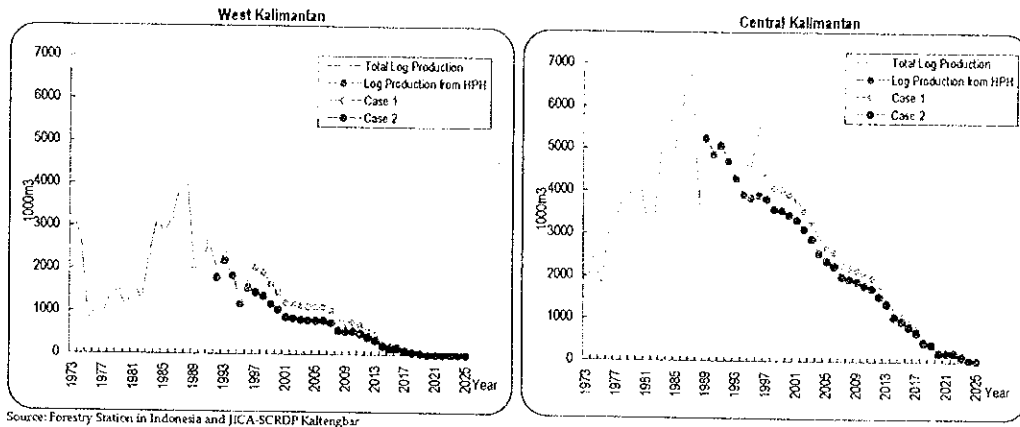 West Kalimantan
7000
6000
5000
4000
3000
2000
1000
0
1000m3
Total Log Production
Log Production from HPH
Case 1
Case 2
1973
1977
1981
1985
1989
1993
1997
2001
2005
2009
2013
2017
2021
2025
Year
Central Kalimantan
7000
6000
5000
4000
3000
2000
1000
0
1000m3
Total Log Production
Log Production from HPH
Case 1
Case 2
1973
1977
1981
1985
1989
1993
1997
2001
2005
2009
2013
2017
2021
2025
Year
Source: Forestry Station in Indonesia and JICA-SCRDP Kaltengbar